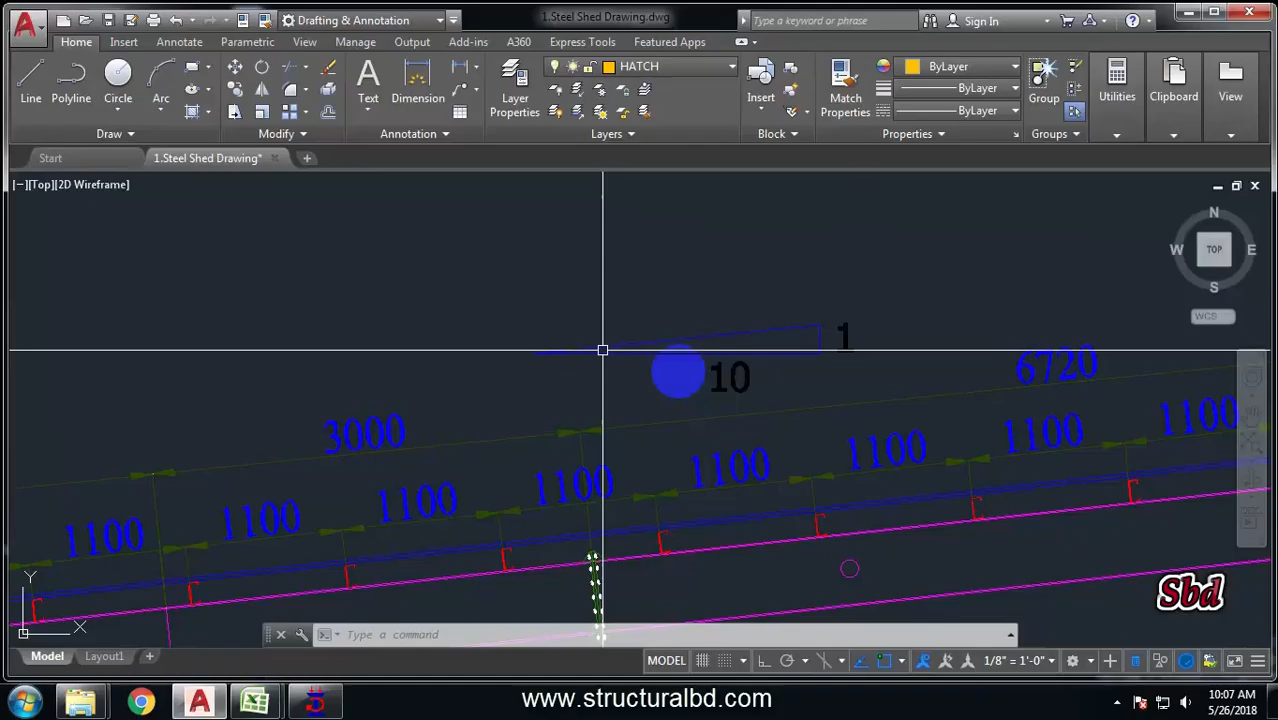 1.Steel Shed Drawing.dwg
Drafting & Annotation
Type a keyword or phrase
Sign In
Home
Insert
Annotate
Parametric
View
Manage
Output
Add-ins
A360
Express Tools
Featured Apps
Line
Polyline
Circle
Arc
Text
Dimension
Layer
Properties
HATCH
Insert
Match
Properties
ByLayer
ByLayer
ByLayer
Group
Utilities
Clipboard
View
Draw
Modify
Annotation
Layers
Block
Properties
Groups
Start
1.Steel Shed Drawing*
[−][Top][2D Wireframe]
N
W
TOP
E
S
WCS
1
10
6720
3000
1100
1100
1100
1100
1100
1100
1100
1100
Y
X
Sbd
Type a command
Model
Layout1
MODEL
1/8" = 1'-0"
www.structuralbd.com
10:07 AM
5/26/2018